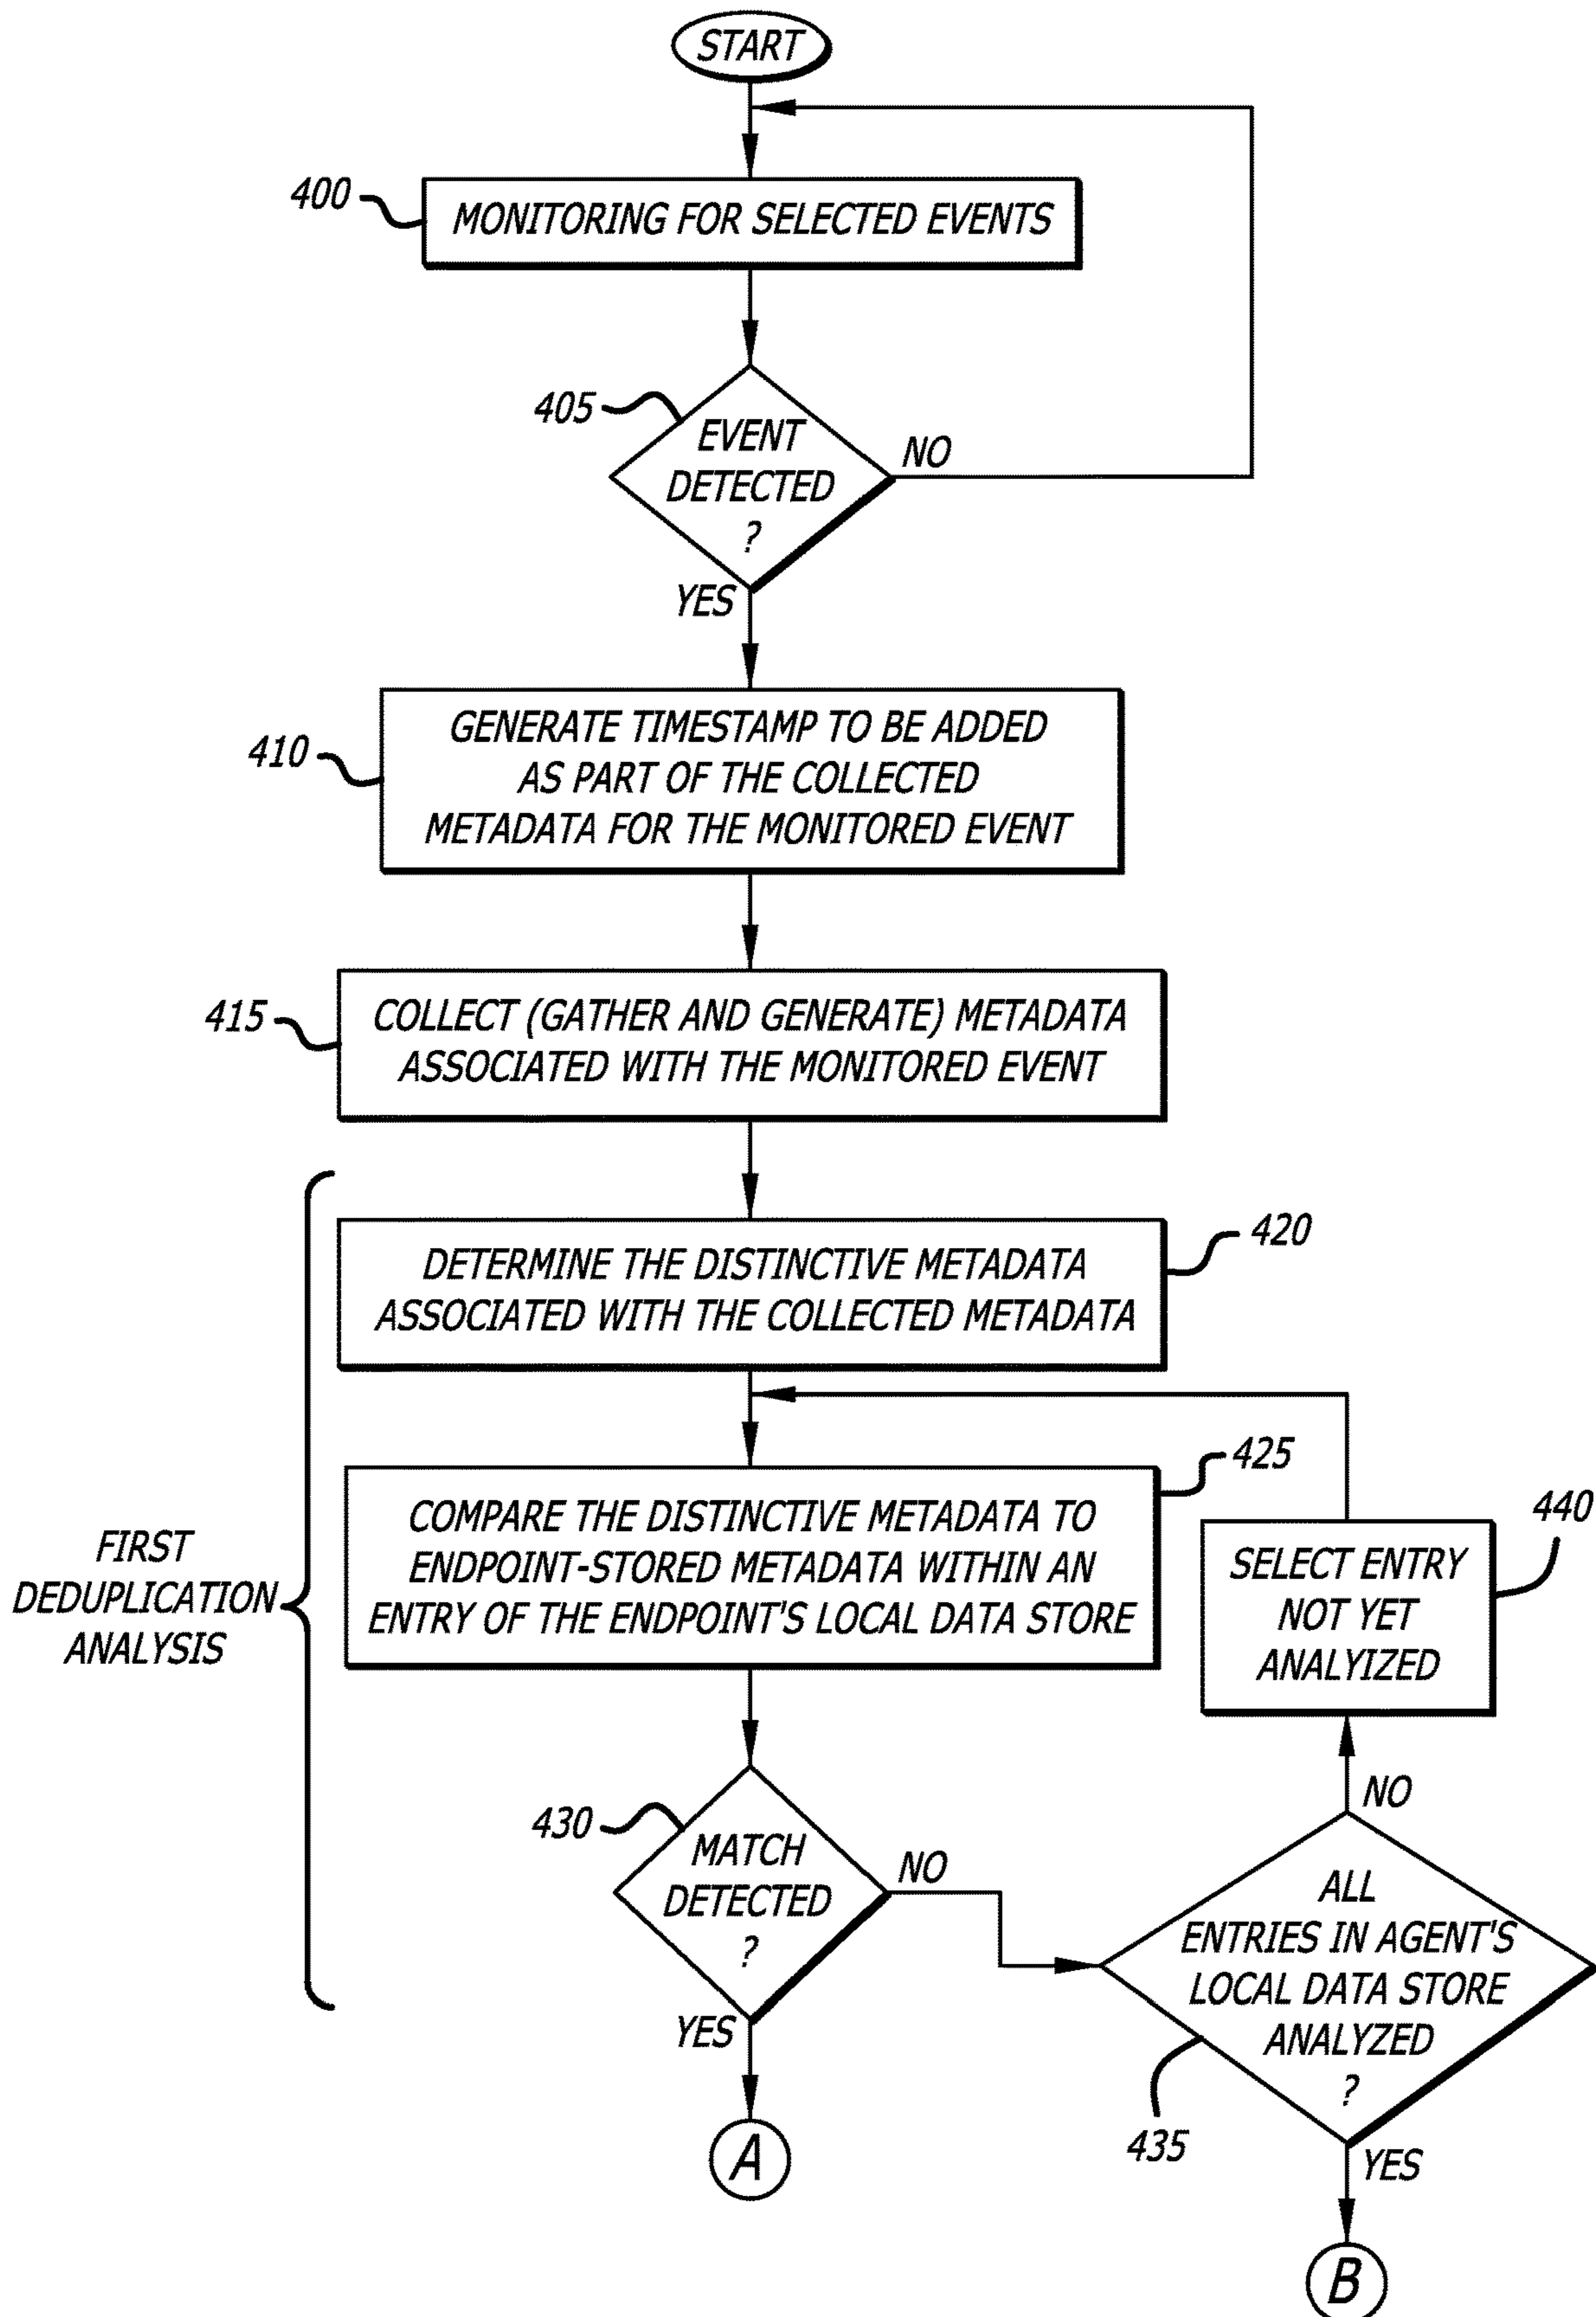 START
400
MONITORING FOR SELECTED EVENTS
405
EVENT
DETECTED
?
NO
YES
410
GENERATE TIMESTAMP TO BE ADDED
AS PART OF THE COLLECTED
METADATA FOR THE MONITORED EVENT
415
COLLECT (GATHER AND GENERATE) METADATA
ASSOCIATED WITH THE MONITORED EVENT
420
DETERMINE THE DISTINCTIVE METADATA
ASSOCIATED WITH THE COLLECTED METADATA
FIRST
DEDUPLICATION
ANALYSIS
425
COMPARE THE DISTINCTIVE METADATA TO
ENDPOINT-STORED METADATA WITHIN AN
ENTRY OF THE ENDPOINT'S LOCAL DATA STORE
440
SELECT ENTRY
NOT YET
ANALYIZED
430
MATCH
DETECTED
?
NO
YES
NO
ALL
ENTRIES IN AGENT'S
LOCAL DATA STORE
ANALYZED
?
435
YES
A
B